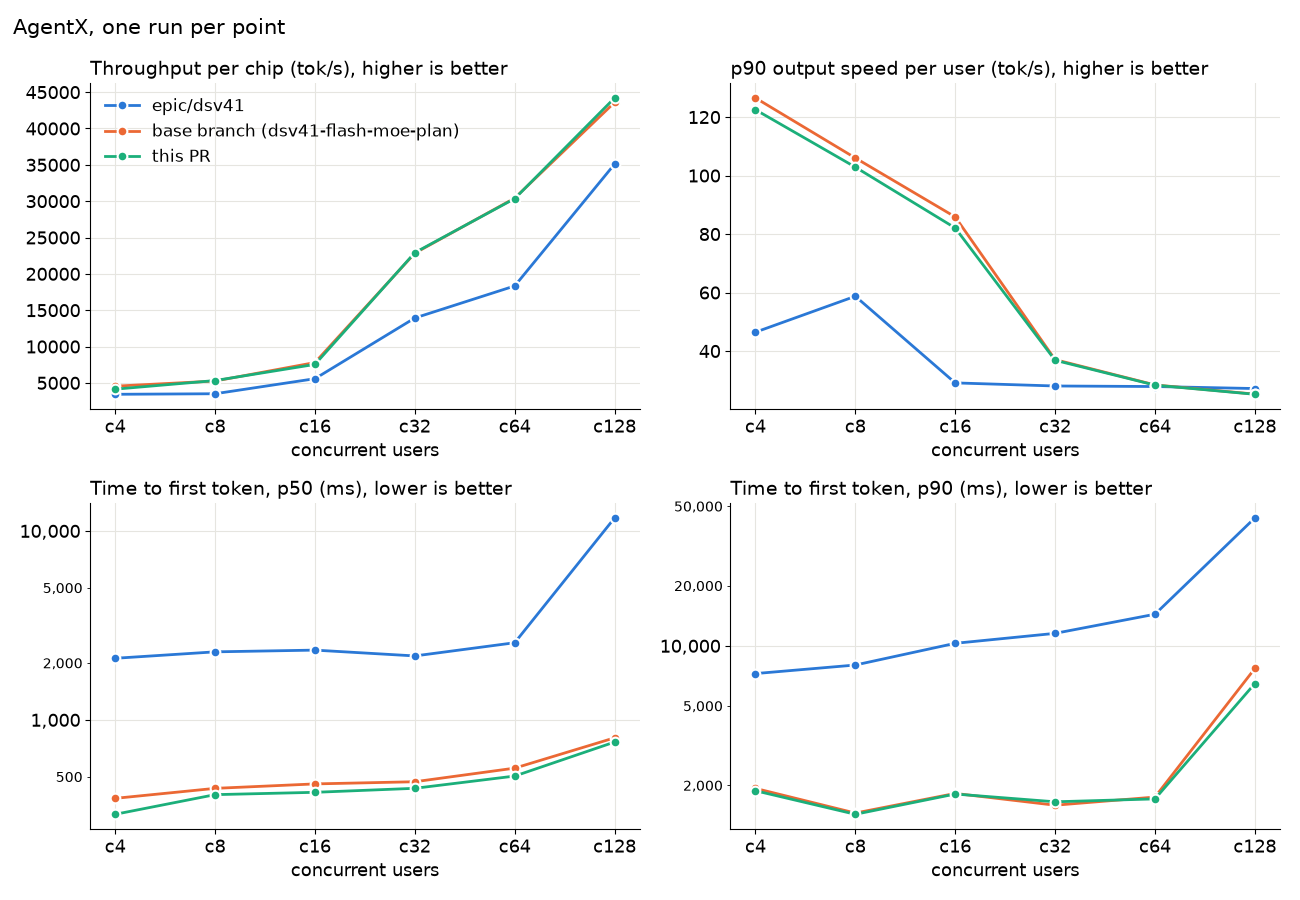 AgentX, one run per point
Throughput per chip (tok/s), higher is better
45000
40000
35000
30000
25000
20000
15000
10000
5000
epic/dsv41
base branch (dsv41-flash-moe-plan)
this PR
c4 c8 c16 c32 c64 c128
concurrent users
p90 output speed per user (tok/s), higher is better
120
100
80
60
40
c4 c8 c16 c32 c64 c128
concurrent users
Time to first token, p50 (ms), lower is better
10,000
5,000
2,000
1,000
500
c4 c8 c16 c32 c64 c128
concurrent users
Time to first token, p90 (ms), lower is better
50,000
20,000
10,000
5,000
2,000
c4 c8 c16 c32 c64 c128
concurrent users